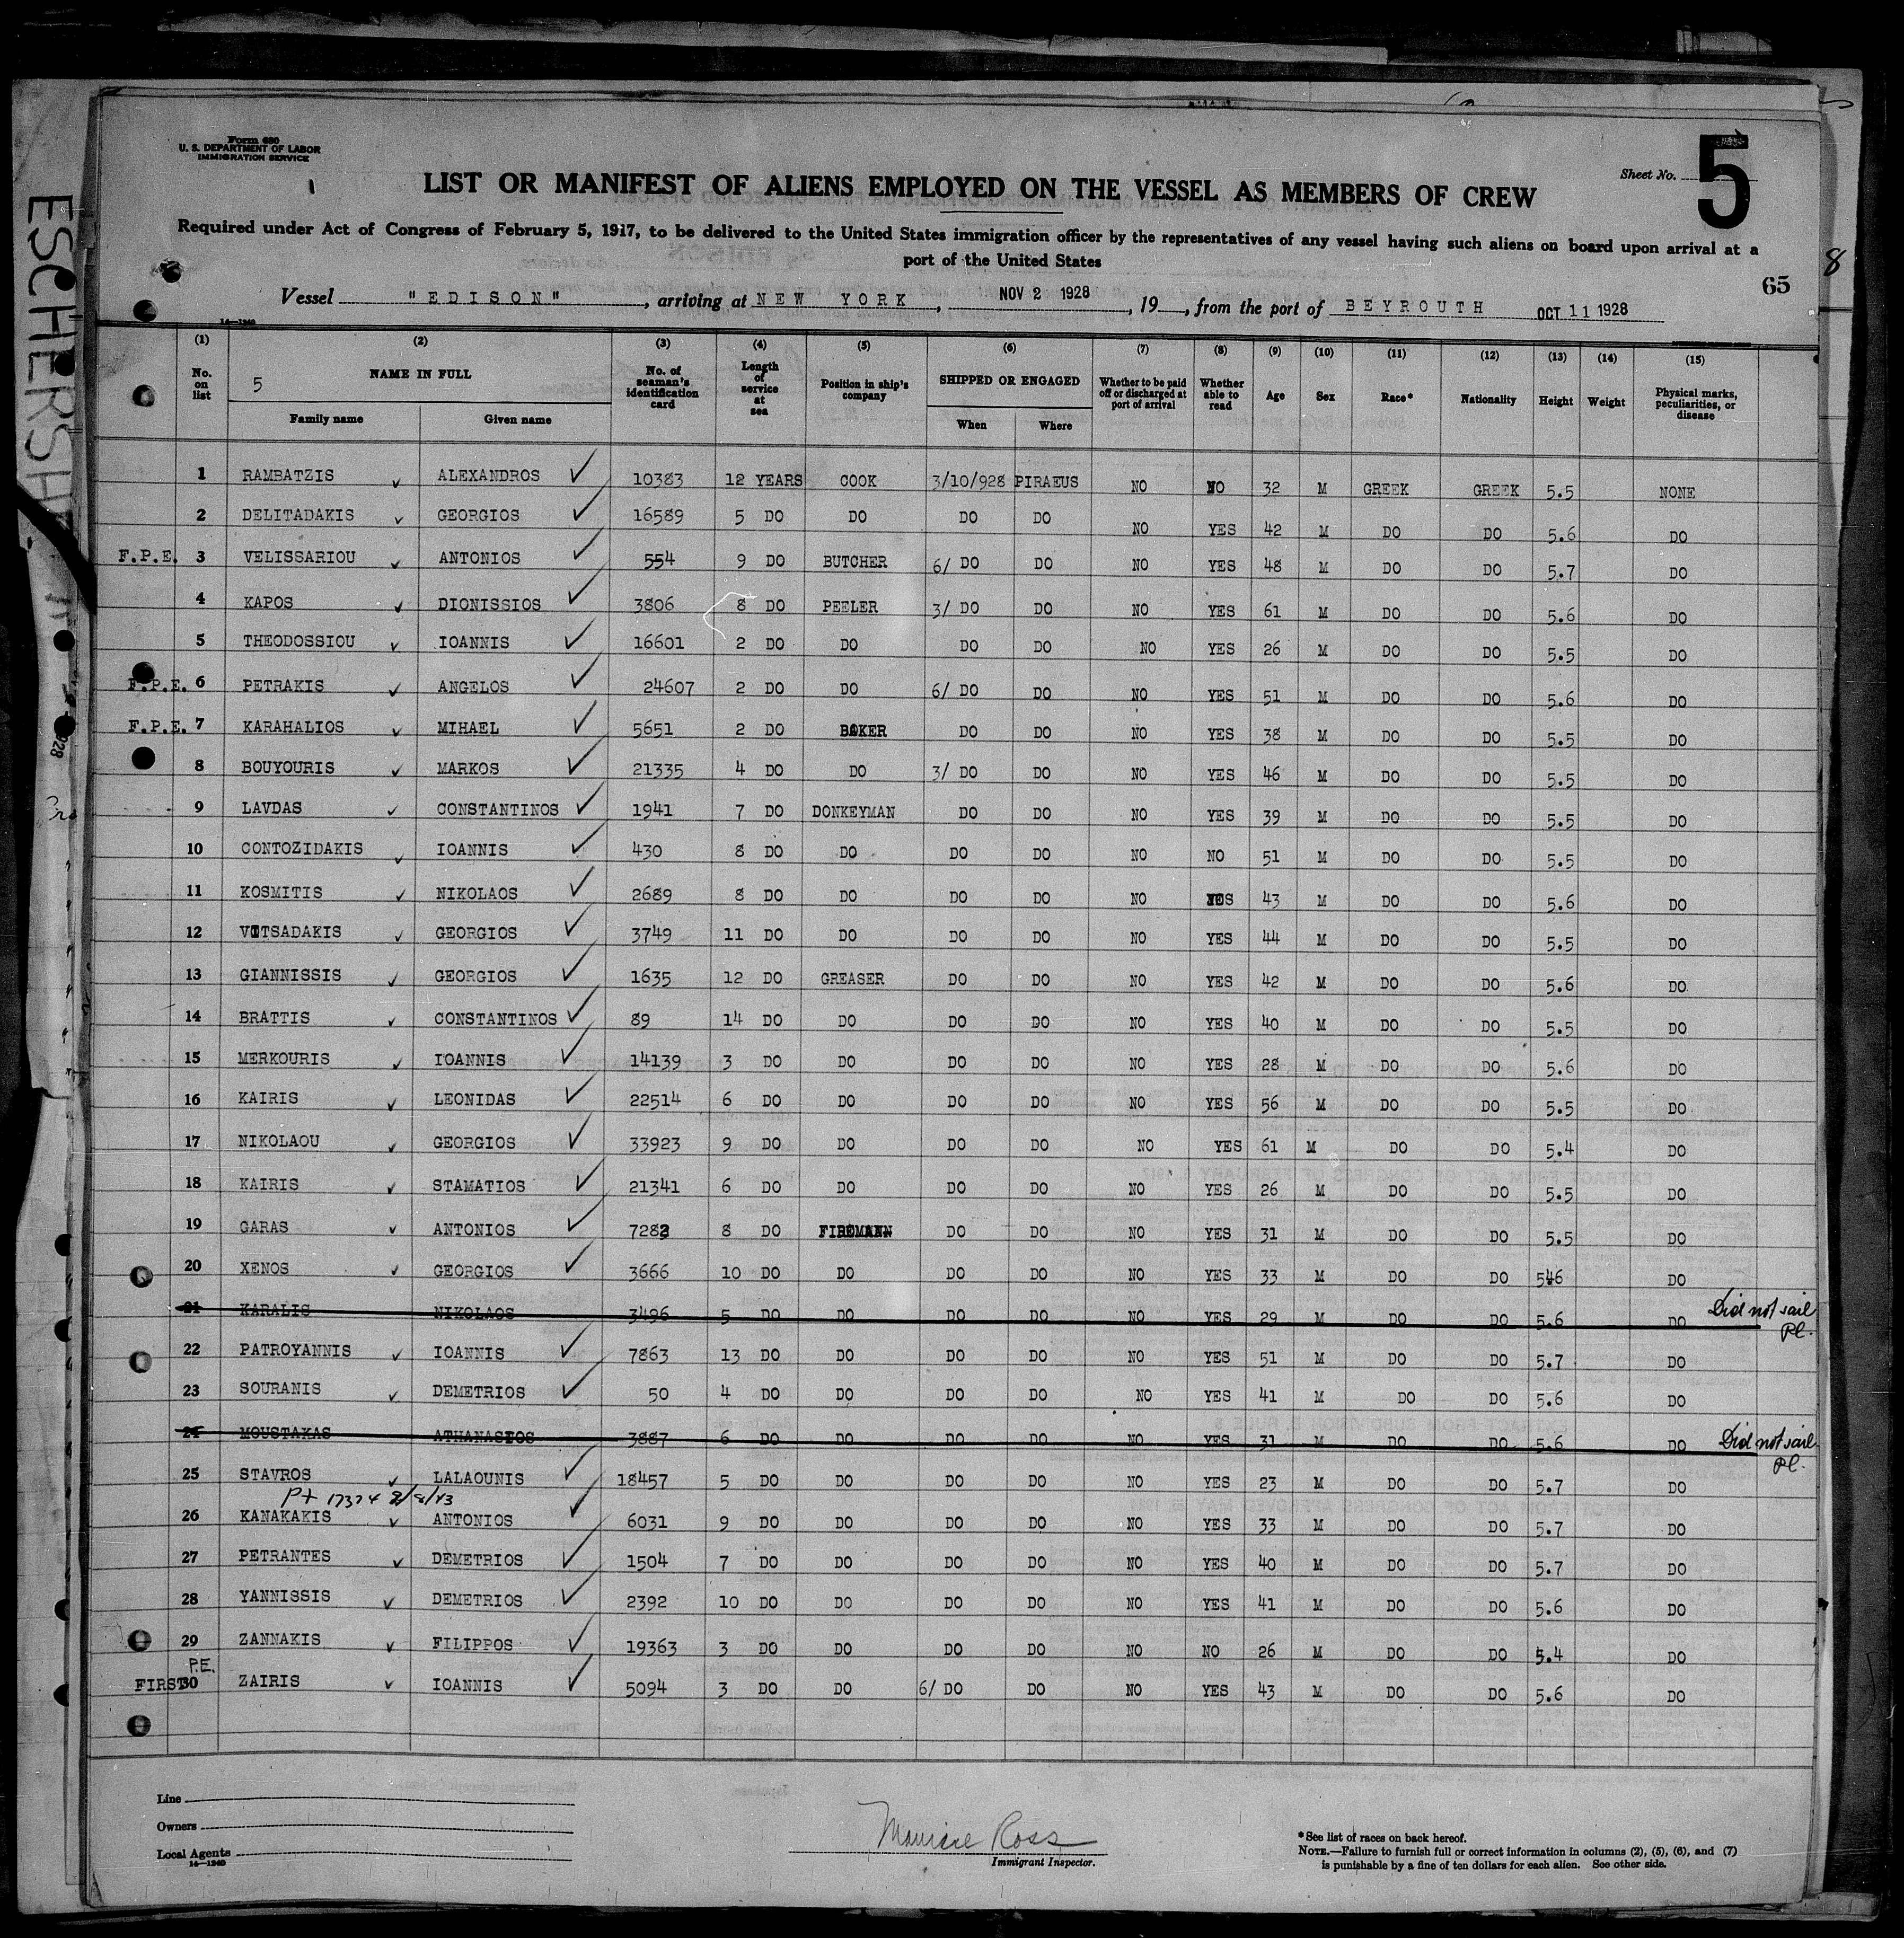 Form 680
U. S. DEPARTMENT OF LABOR
IMMIGRATION SERVICE
Sheet No. 5
LIST OR MANIFEST OF ALIENS EMPLOYED ON THE VESSEL AS MEMBERS OF CREW
Required under Act of Congress of February 5, 1917, to be delivered to the United States immigration officer by the representatives of any vessel having such aliens on board upon arrival at a
port of the United States
8
65
Vessel "EDISON", arriving at NEW YORK, NOV 2 1928, 19, from the port of BEYROUTH OCT 11 1928
14—1240
(1) (2) (3) (4) (5) (6) (7) (8) (9) (10) (11) (12) (13) (14) (15)
No. on list 5 NAME IN FULL Family name Given name No. of seaman's identification card Length of service at sea Position in ship's company SHIPPED OR ENGAGED When Where Whether to be paid off or discharged at port of arrival Whether able to read Age Sex Race* Nationality Height Weight Physical marks, peculiarities, or disease
1 RAMBATZIS ALEXANDROS 10383 12 YEARS COOK 3/10/928 PIRAEUS NO NO 32 M GREEK GREEK 5.5 NONE
2 DELITADAKIS GEORGIOS 16589 5 DO DO DO DO NO YES 42 M DO DO 5.6 DO
F.P.E. 3 VELISSARIOU ANTONIOS 554 9 DO BUTCHER 6/ DO DO NO YES 48 M DO DO 5.7 DO
4 KAPOS DIONISSIOS 3806 8 DO PEELER 3/ DO DO NO YES 61 M DO DO 5.6 DO
5 THEODOSSIOU IOANNIS 16601 2 DO DO DO DO NO YES 26 M DO DO 5.5 DO
F.P.E. 6 PETRAKIS ANGELOS 24607 2 DO DO 6/ DO DO NO YES 51 M DO DO 5.6 DO
F.P.E. 7 KARAHALIOS MIHAEL 5651 2 DO BAKER DO DO NO YES 38 M DO DO 5.5 DO
8 BOUYOURIS MARKOS 21335 4 DO DO 3/ DO DO NO YES 46 M DO DO 5.5 DO
9 LAVDAS CONSTANTINOS 1941 7 DO DONKEYMAN DO DO NO YES 39 M DO DO 5.5 DO
10 CONTOZIDAKIS IOANNIS 430 8 DO DO DO DO NO NO 51 M DO DO 5.5 DO
11 KOSMITIS NIKOLAOS 2689 8 DO DO DO DO NO YES 43 M DO DO 5.6 DO
12 VITSADAKIS GEORGIOS 3749 11 DO DO DO DO NO YES 44 M DO DO 5.5 DO
13 GIANNISSIS GEORGIOS 1635 12 DO GREASER DO DO NO YES 42 M DO DO 5.6 DO
14 BRATTIS CONSTANTINOS 89 14 DO DO DO DO NO YES 40 M DO DO 5.5 DO
15 MERKOURIS IOANNIS 14139 3 DO DO DO DO NO YES 28 M DO DO 5.6 DO
16 KAIRIS LEONIDAS 22514 6 DO DO DO DO NO YES 56 M DO DO 5.5 DO
17 NIKOLAOU GEORGIOS 33923 9 DO DO DO DO NO YES 61 M DO DO 5.4 DO
18 KAIRIS STAMATIOS 21341 6 DO DO DO DO NO YES 26 M DO DO 5.5 DO
19 GARAS ANTONIOS 7283 8 DO FIREMANN DO DO NO YES 31 M DO DO 5.5 DO
20 XENOS GEORGIOS 3666 10 DO DO DO DO NO YES 33 M DO DO 546 DO
21 KARALIS NIKOLAOS 3496 5 DO DO DO DO NO YES 29 M DO DO 5.6 DO Did not sail
Pl.
22 PATROYANNIS IOANNIS 7863 13 DO DO DO DO NO YES 51 M DO DO 5.7 DO
23 SOURANIS DEMETRIOS 50 4 DO DO DO DO NO YES 41 M DO DO 5.6 DO
24 MOUSTAKAS ATHANASIOS 3887 6 DO DO DO DO NO YES 31 M DO DO 5.6 DO Did not sail
Pl.
25 STAVROS LALAOUNIS 18457 5 DO DO DO DO NO YES 23 M DO DO 5.7 DO
26 KANAKAKIS ANTONIOS 6031 9 DO DO DO DO NO YES 33 M DO DO 5.7 DO
27 PETRANTES DEMETRIOS 1504 7 DO DO DO DO NO YES 40 M DO DO 5.7 DO
28 YANNISSIS DEMETRIOS 2392 10 DO DO DO DO NO YES 41 M DO DO 5.6 DO
29 ZANNAKIS FILIPPOS 19363 3 DO DO DO DO NO NO 26 M DO DO 5.4 DO
P.E.
FIRST 30 ZAIRIS IOANNIS 5094 3 DO DO 6/ DO DO NO YES 43 M DO DO 5.6 DO
Line
Owners
Local Agents
14—1240
Maurice Ross
Immigrant Inspector.
*See list of races on back hereof.
NOTE.—Failure to furnish full or correct information in columns (2), (5), (6), and (7)
is punishable by a fine of ten dollars for each alien. See other side.